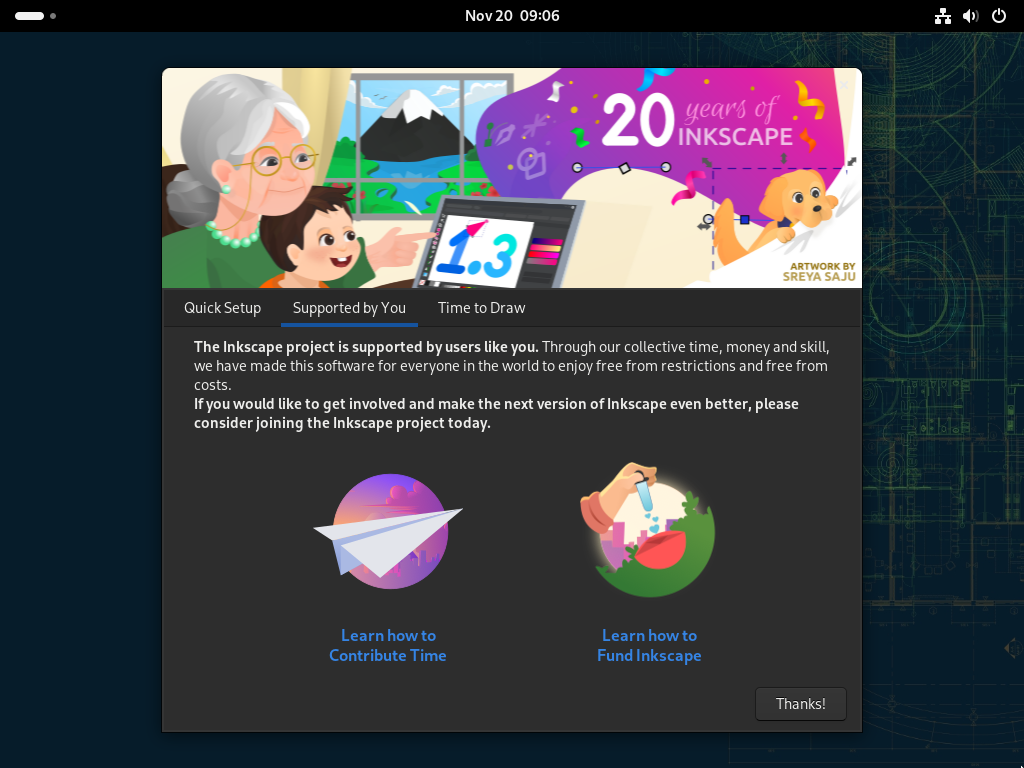 Nov 20 09:06
20 years of
INKSCAPE
1.3
ARTWORK BY
SREYA SAJU
Quick Setup Supported by You Time to Draw
The Inkscape project is supported by users like you. Through our collective time, money and skill,
we have made this software for everyone in the world to enjoy free from restrictions and free from
costs.
If you would like to get involved and make the next version of Inkscape even better, please
consider joining the Inkscape project today.
Learn how to
Contribute Time
Learn how to
Fund Inkscape
Thanks!